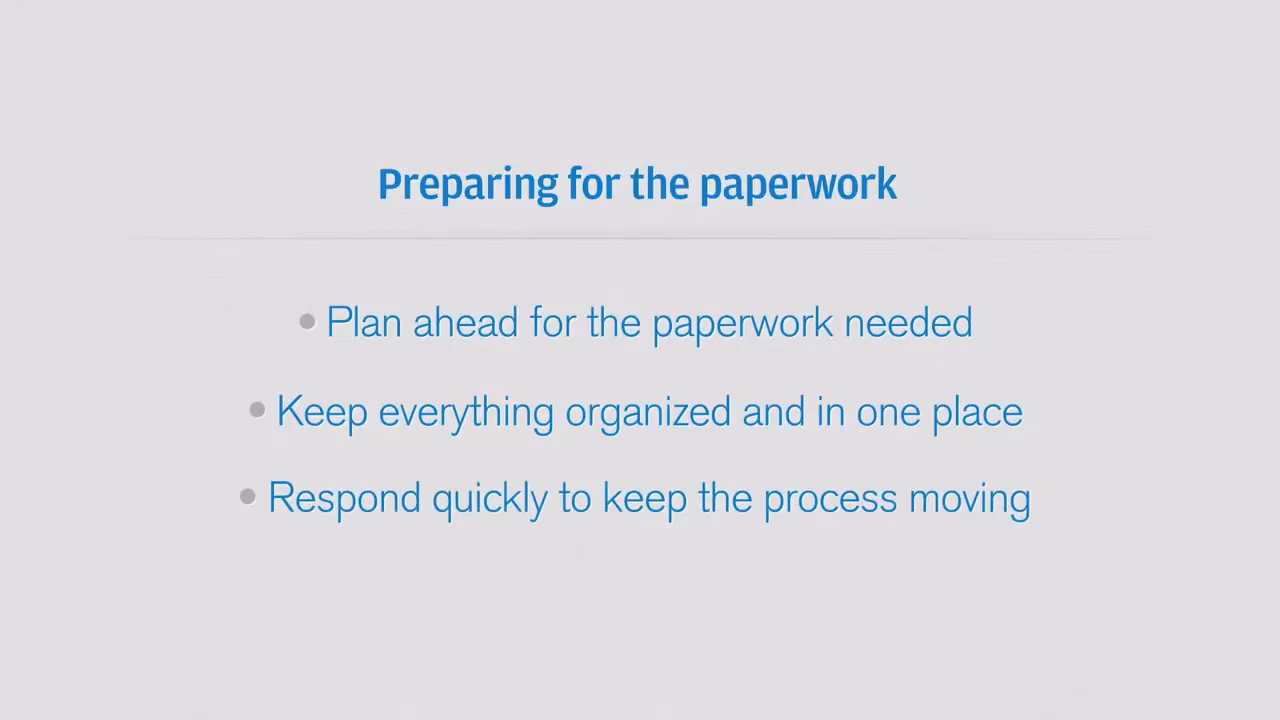 Preparing for the paperwork
• Plan ahead for the paperwork needed
• Keep everything organized and in one place
• Respond quickly to keep the process moving